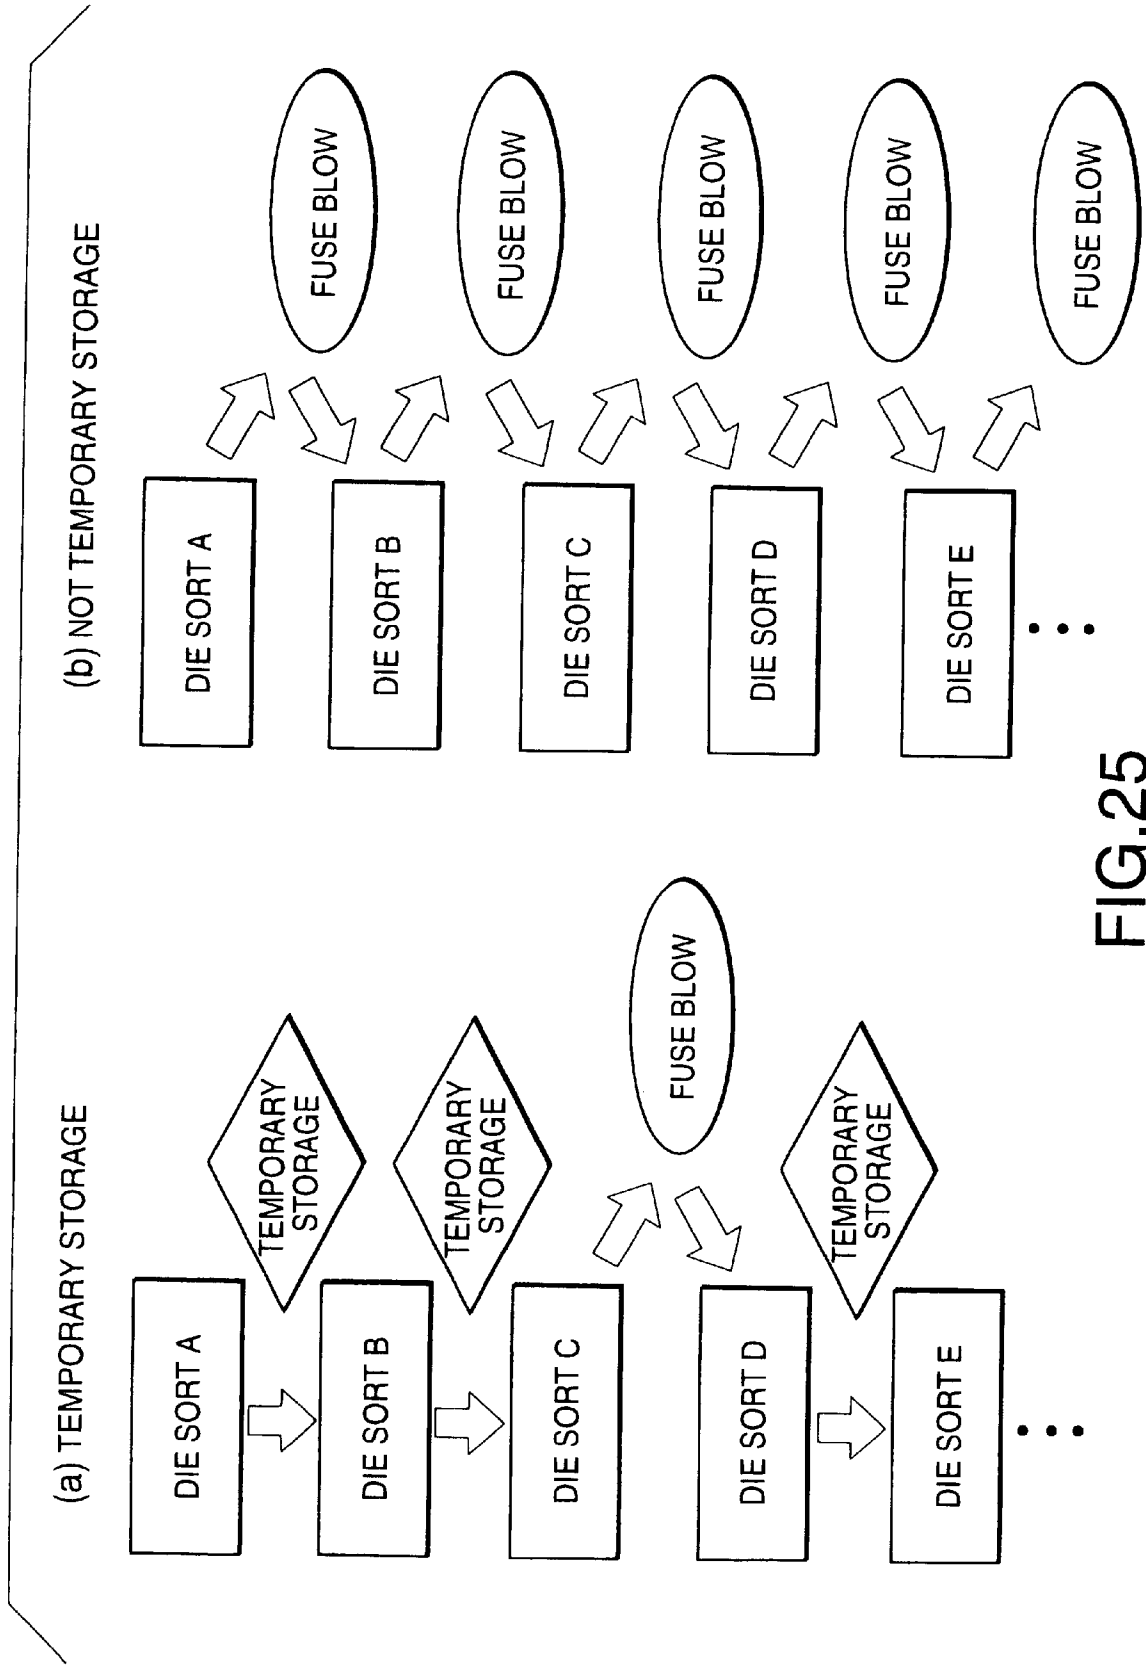 (a) TEMPORARY STORAGE
DIE SORT A
TEMPORARY
STORAGE
DIE SORT B
TEMPORARY
STORAGE
DIE SORT C
FUSE BLOW
DIE SORT D
TEMPORARY
STORAGE
DIE SORT E
(b) NOT TEMPORARY STORAGE
DIE SORT A
FUSE BLOW
DIE SORT B
FUSE BLOW
DIE SORT C
FUSE BLOW
DIE SORT D
FUSE BLOW
DIE SORT E
FUSE BLOW
FIG.25